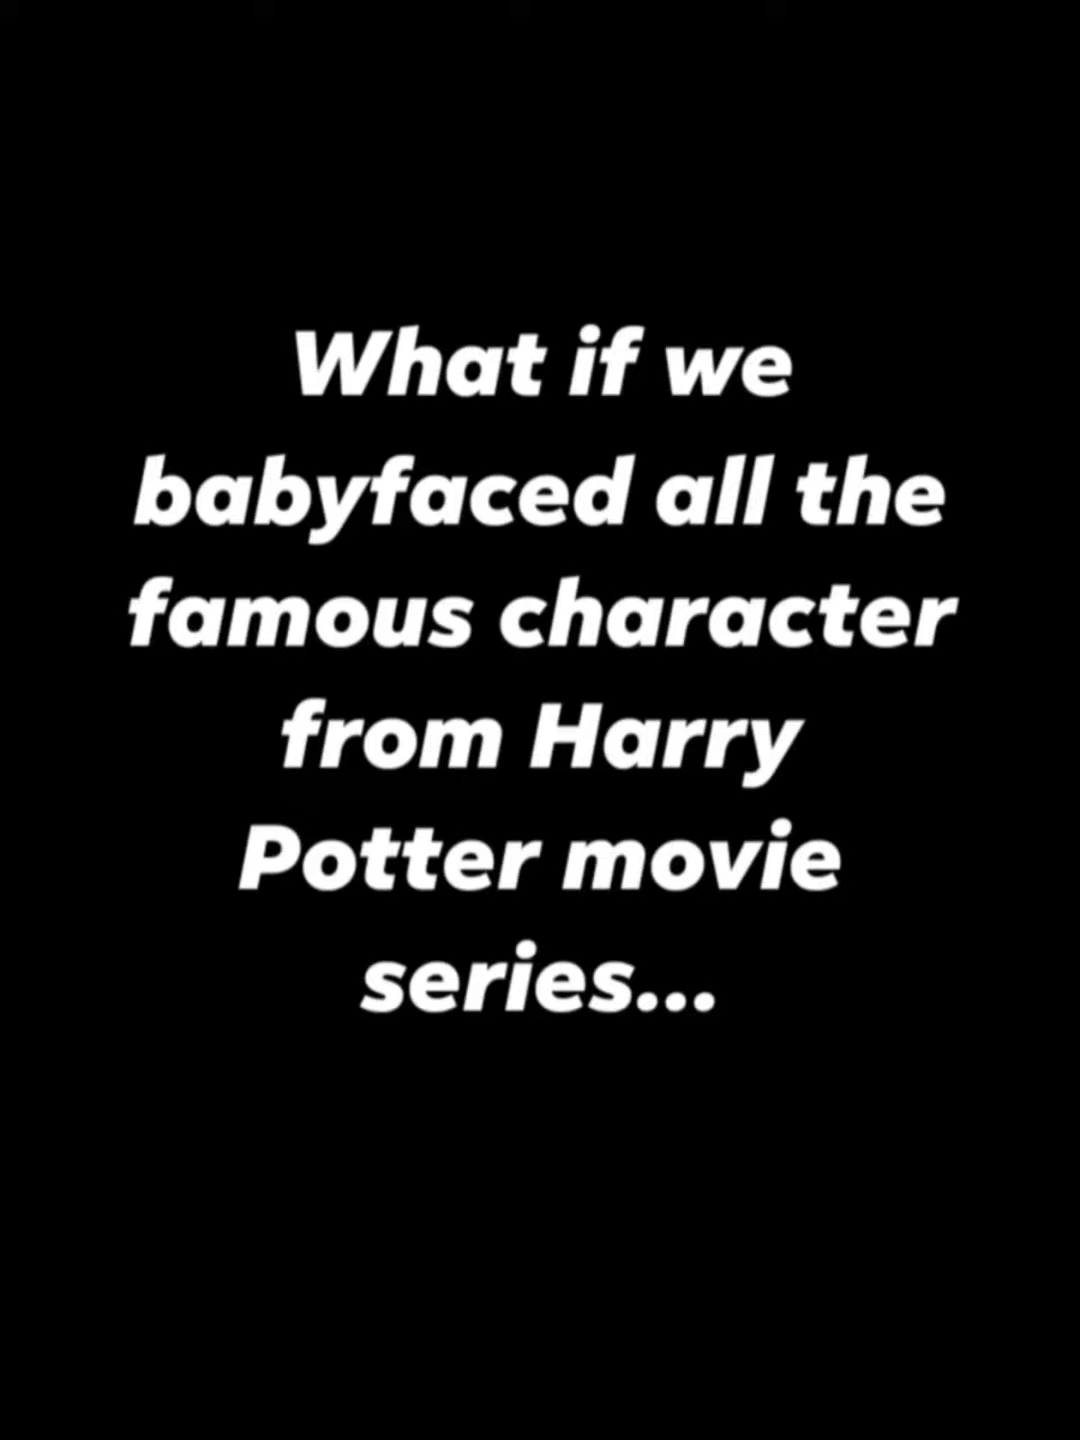 What if we
babyfaced all the
famous character
from Harry
Potter movie
series...